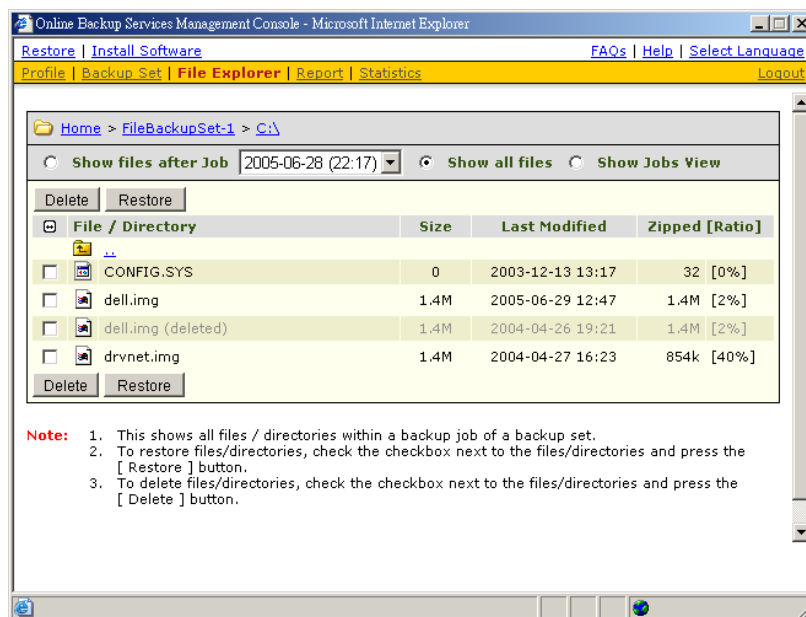 Online Backup Services Management Console - Microsoft Internet Explorer
Restore | Install Software FAQs | Help | Select Language
Profile | Backup Set | File Explorer | Report | Statistics Logout
Home > FileBackupSet-1 > C:\
Show files after Job 2005-06-28 (22:17) Show all files Show Jobs View
Delete Restore
File / Directory Size Last Modified Zipped [Ratio]
..
CONFIG.SYS 0 2003-12-13 13:17 32 [0%]
dell.img 1.4M 2005-06-29 12:47 1.4M [2%]
dell.img (deleted) 1.4M 2004-04-26 19:21 1.4M [2%]
drvnet.img 1.4M 2004-04-27 16:23 854k [40%]
Delete Restore
Note: 1. This shows all files / directories within a backup job of a backup set.
2. To restore files/directories, check the checkbox next to the files/directories and press the
[ Restore ] button.
3. To delete files/directories, check the checkbox next to the files/directories and press the
[ Delete ] button.